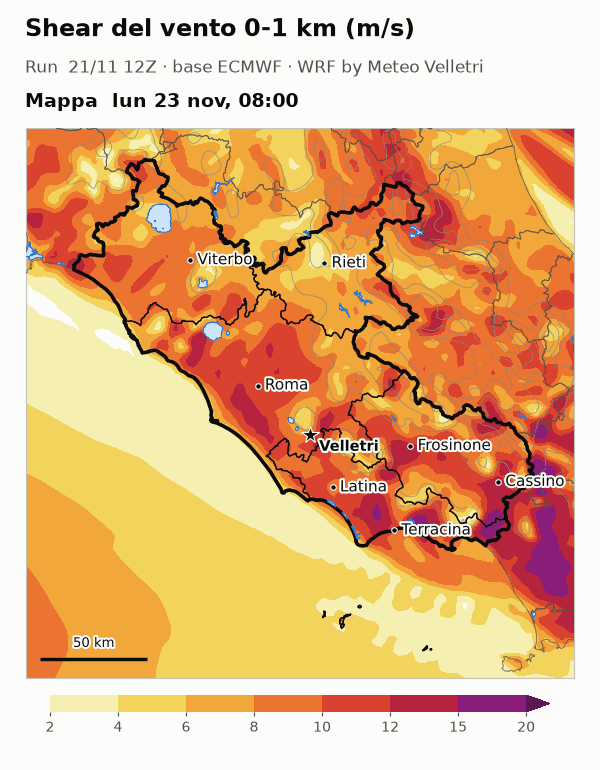 Shear del vento 0-1 km (m/s)
Run  21/11 12Z · base ECMWF · WRF by Meteo Velletri
Mappa  lun 23 nov, 08:00
Viterbo
Rieti
Roma
Velletri
Frosinone
Latina
Cassino
Terracina
50 km
2 4 6 8 10 12 15 20